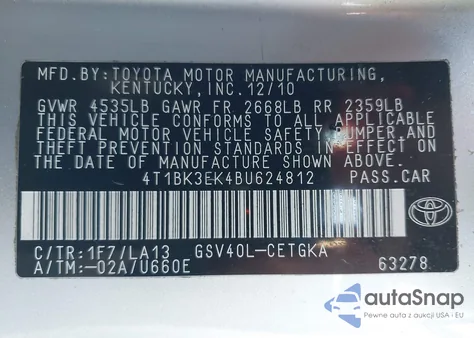 MFD.BY:TOYOTA MOTOR MANUFACTURING,
KENTUCKY,INC.12/10
GVWR 4535LB GAWR FR 2668LB RR 2359LB
THIS VEHICLE CONFORMS TO ALL APPLICABLE
FEDERAL MOTOR VEHICLE SAFETY,BUMPER,AND
THEFT PREVENTION STANDARDS IN EFFECT ON
THE DATE OF MANUFACTURE SHOWN ABOVE.
4T1BK3EK4BU624812 PASS.CAR
C/TR:1F7/LA13 GSV40L-CETGKA
A/TM:-02A/U660E 63278
TOYOTA
autoSnap
Pewne auta z aukcji USA i EU